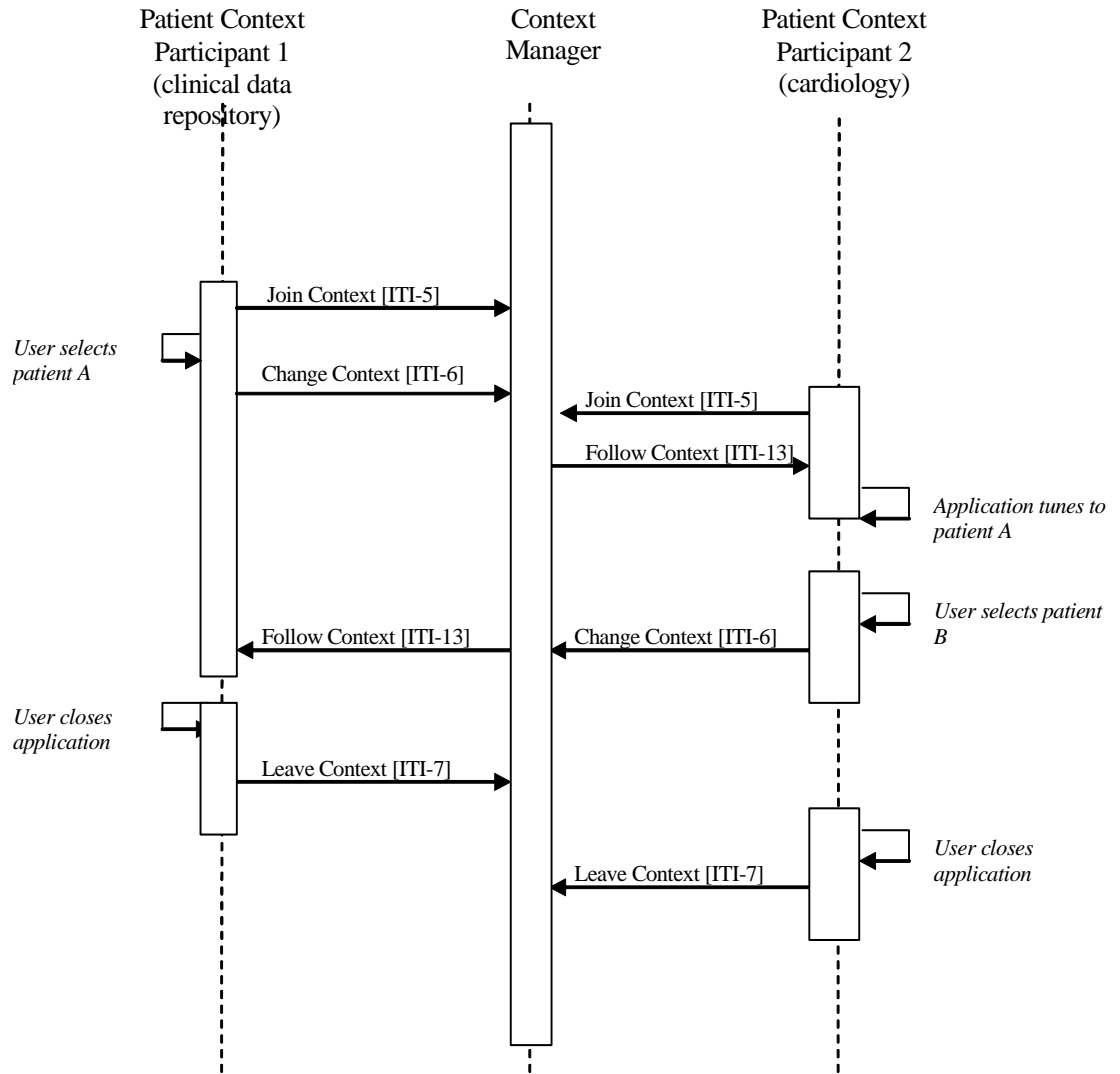 Patient Context
Participant 1
(clinical data
repository)
Context
Manager
Patient Context
Participant 2
(cardiology)
Join Context [ITI-5]
User selects
patient A
Change Context [ITI-6]
Join Context [ITI-5]
Follow Context [ITI-13]
Application tunes to
patient A
User selects patient
B
Follow Context [ITI-13]
Change Context [ITI-6]
User closes
application
Leave Context [ITI-7]
User closes
application
Leave Context [ITI-7]